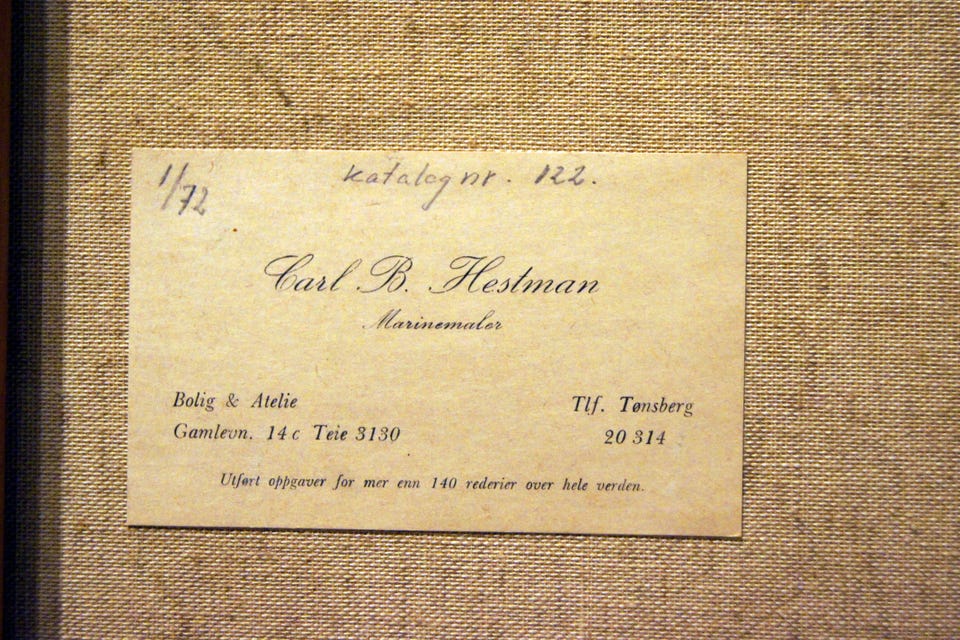 1/72
katalog nr. 122.
Carl B. Hestman
Marinemaler
Bolig & Atelie
Gamlevn. 14 c Teie 3130
Tlf. Tønsberg
20 314
Utført oppgaver for mer enn 140 rederier over hele verden.